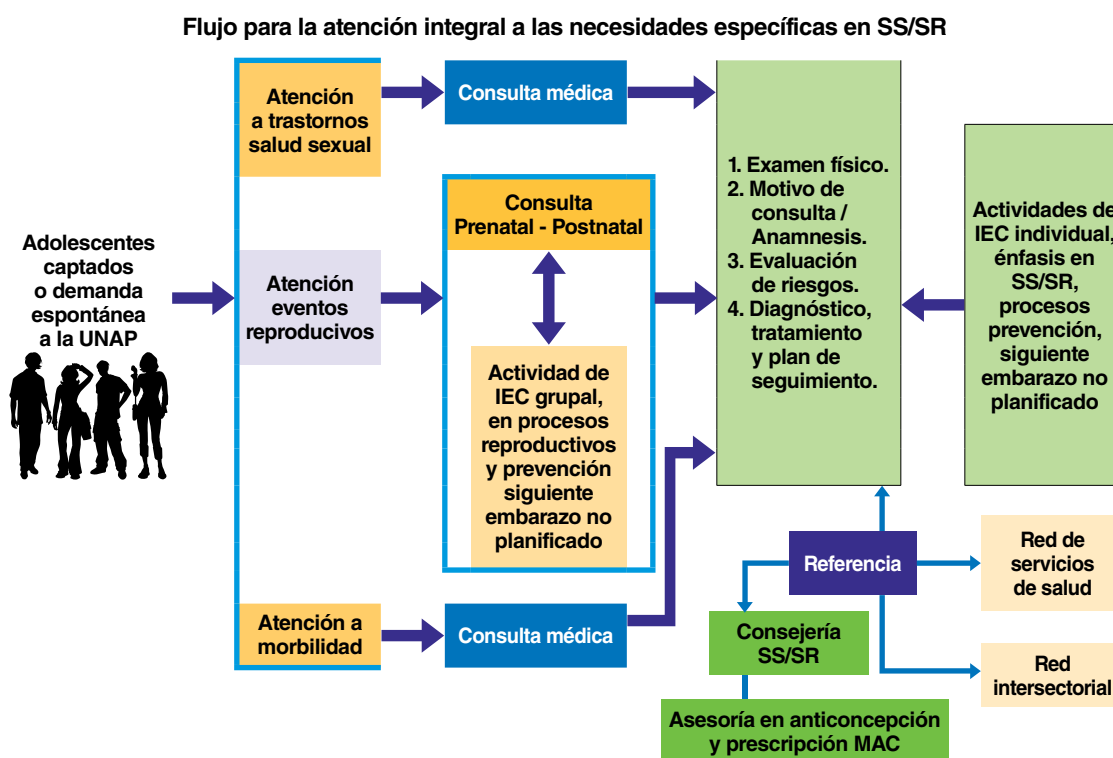 Flujo para la atención integral a las necesidades específicas en SS/SR
Adolescentes
captados
o demanda
espontánea
a la UNAP
Atención
a trastornos
salud sexual
Consulta médica
Atención
eventos
reproducivos
Consulta
Prenatal - Postnatal
Actividad de
IEC grupal,
en procesos
reproductivos
y prevención
siguiente
embarazo no
planificado
Atención a
morbilidad
Consulta médica
1. Examen físico.
2. Motivo de
consulta /
Anamnesis.
3. Evaluación
de riesgos.
4. Diagnóstico,
tratamiento
y plan de
seguimiento.
Actividades de
IEC individual,
énfasis en
SS/SR,
procesos
prevención,
siguiente
embarazo no
planificado
Referencia
Red de
servicios
de salud
Consejería
SS/SR
Red
intersectorial
Asesoría en anticoncepción
y prescripción MAC